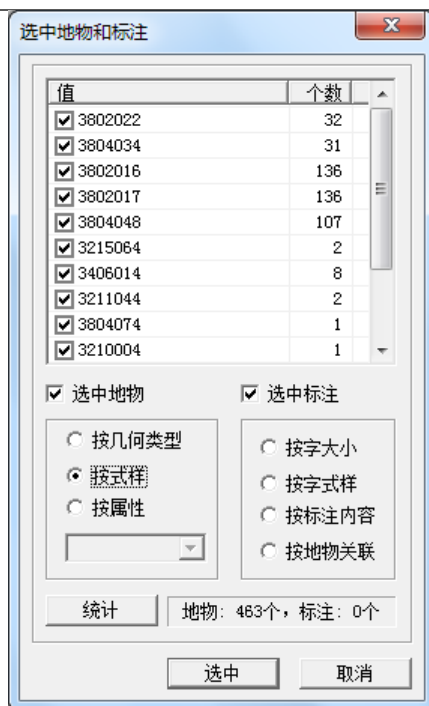 选中地物和标注
值 个数
3802022 32
3804034 31
3802016 136
3802017 136
3804048 107
3215064 2
3406014 8
3211044 2
3804074 1
3210004 1
选中地物 选中标注
按几何类型
按式样
按属性
按字大小
按字式样
按标注内容
按地物关联
统计 地物: 463个，标注: 0个
选中 取消